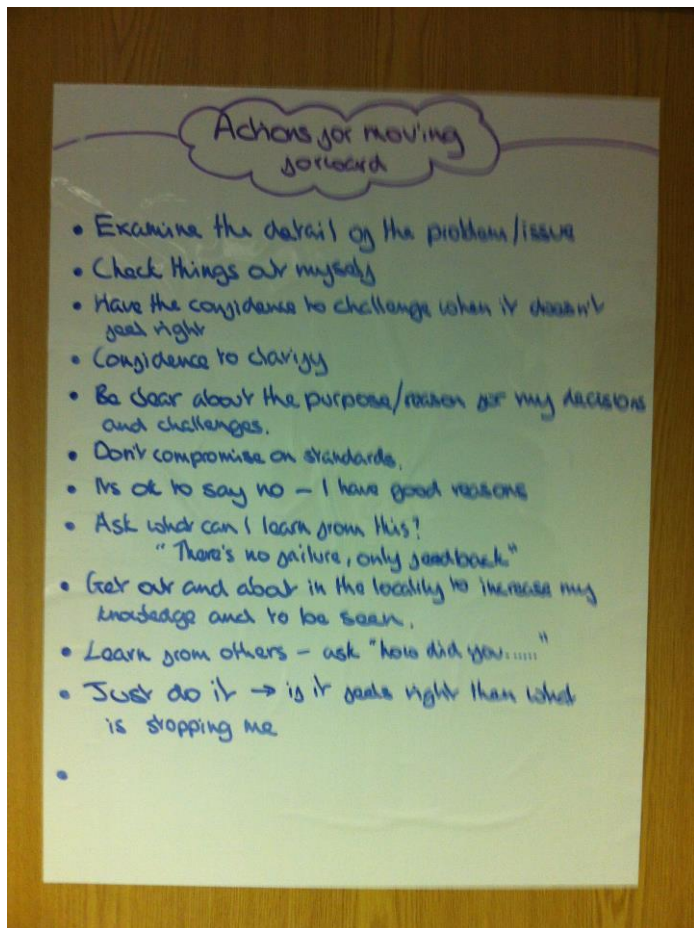 Actions for moving
forward
• Examine the detail of the problem/issue
• Check things out myself
• Have the confidence to challenge when it doesn't
feel right
• Confidence to clarify
• Be clear about the purpose/reason for my decisions
and challenges.
• Don't compromise on standards.
• Its ok to say no – I have good reasons
• Ask what can I learn from this?
"There's no failure, only feedback"
• Get out and about in the locality to increase my
knowledge and to be seen.
• Learn from others – ask "how did you......"
• Just do it → if it feels right then what
is stopping me
•